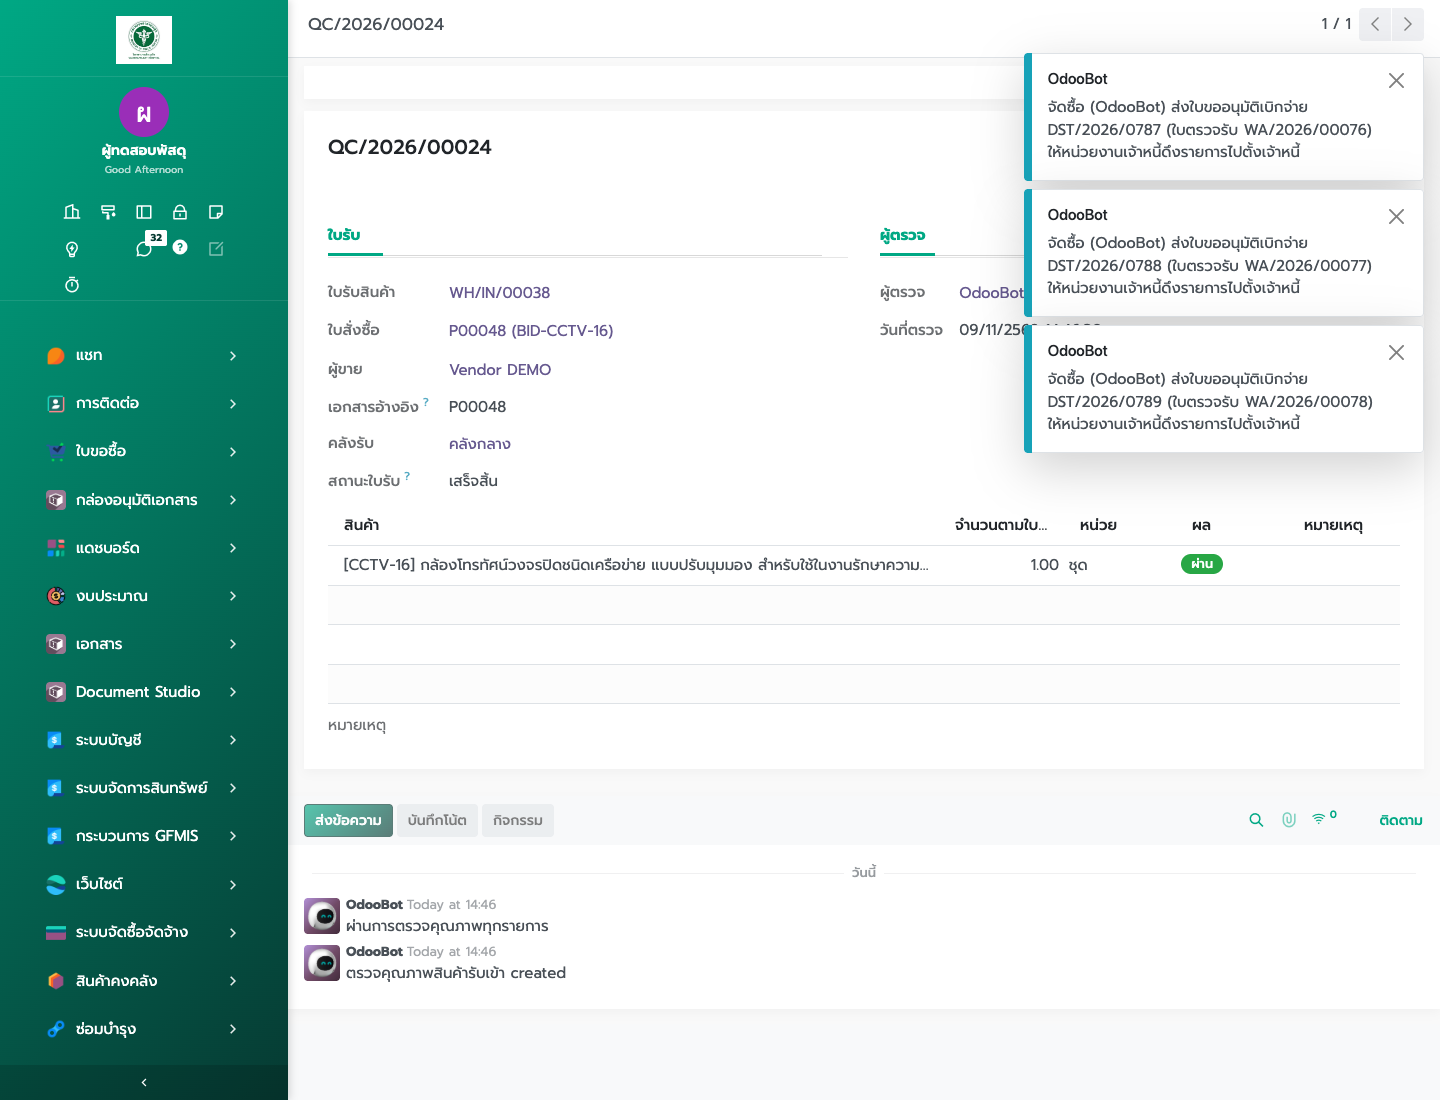 QC/2026/00024
1 / 1
ผ
ผู้ทดสอบพัสดุ
Good Afternoon
32
?
แชท
การติดต่อ
ใบขอซื้อ
กล่องอนุมัติเอกสาร
แดชบอร์ด
งบประมาณ
เอกสาร
Document Studio
ระบบบัญชี
ระบบจัดการสินทรัพย์
กระบวนการ GFMIS
เว็บไซต์
ระบบจัดซื้อจัดจ้าง
สินค้าคงคลัง
ซ่อมบำรุง
OdooBot
จัดซื้อ (OdooBot) ส่งใบขออนุมัติเบิกจ่าย
DST/2026/0787 (ใบตรวจรับ WA/2026/00076)
ให้หน่วยงานเจ้าหนี้ดึงรายการไปตั้งเจ้าหนี้
OdooBot
จัดซื้อ (OdooBot) ส่งใบขออนุมัติเบิกจ่าย
DST/2026/0788 (ใบตรวจรับ WA/2026/00077)
ให้หน่วยงานเจ้าหนี้ดึงรายการไปตั้งเจ้าหนี้
OdooBot
จัดซื้อ (OdooBot) ส่งใบขออนุมัติเบิกจ่าย
DST/2026/0789 (ใบตรวจรับ WA/2026/00078)
ให้หน่วยงานเจ้าหนี้ดึงรายการไปตั้งเจ้าหนี้
QC/2026/00024
ใบรับ
ผู้ตรวจ
ใบรับสินค้า WH/IN/00038
ผู้ตรวจ OdooBot
ใบสั่งซื้อ P00048 (BID-CCTV-16)
วันที่ตรวจ 09/11/256
ผู้ขาย Vendor DEMO
เอกสารอ้างอิง ? P00048
คลังรับ คลังกลาง
สถานะใบรับ ? เสร็จสิ้น
สินค้า จำนวนตามใบ... หน่วย ผล หมายเหตุ
[CCTV-16] กล้องโทรทัศน์วงจรปิดชนิดเครือข่าย แบบปรับมุมมอง สำหรับใช้ในงานรักษาความ... 1.00 ชุด ผ่าน
หมายเหตุ
ส่งข้อความ บันทึกโน้ต กิจกรรม 0 ติดตาม
วันนี้
OdooBot Today at 14:46
ผ่านการตรวจคุณภาพทุกรายการ
OdooBot Today at 14:46
ตรวจคุณภาพสินค้ารับเข้า created